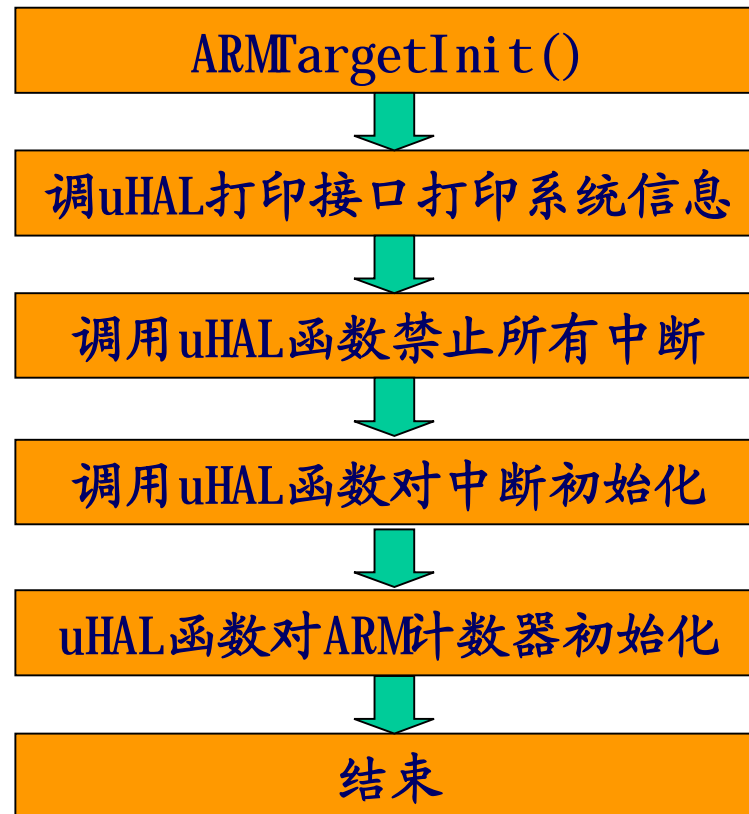 ARMTargetInit()
调uHAL打印接口打印系统信息
调用uHAL函数禁止所有中断
调用uHAL函数对中断初始化
uHAL函数对ARM计数器初始化
结束